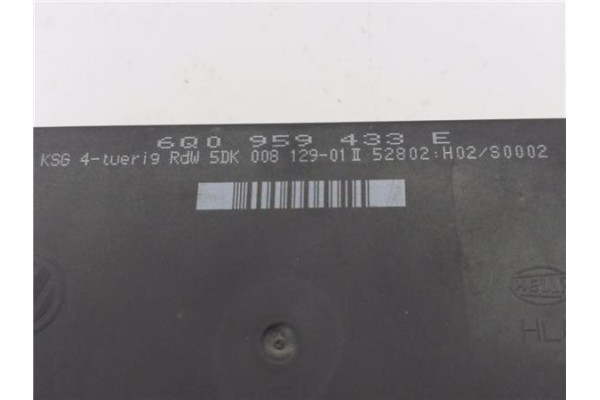 6Q0 959 433 E
KSG 4-tuerig RdW 5DK 008 129-01 II 52802:H02/S0002
HELLA